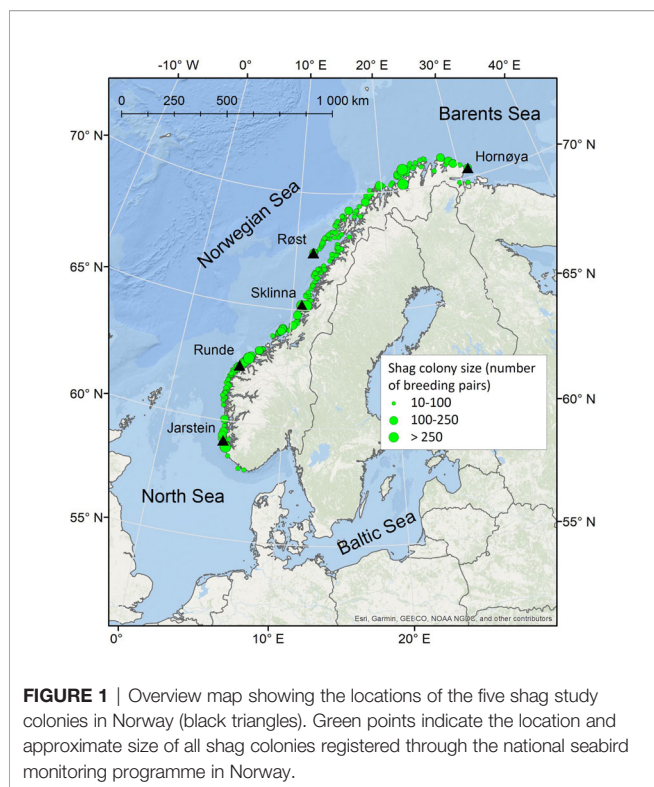 -10° W 0° 10° E 20° E 30° E 40° E
0 250 500 1 000 km
Barents Sea
70° N
70° N
Hornøya
Norwegian Sea
Røst
65° N
65° N
Sklinna
Runde
Shag colony size (number
of breeding pairs)
10-100
100-250
> 250
60° N
60° N
Jarstein
North Sea
55° N
55° N
Baltic Sea
Esri, Garmin, GEBCO, NOAA NGDC, and other contributors
0° 10° E 20° E
FIGURE 1 | Overview map showing the locations of the five shag study
colonies in Norway (black triangles). Green points indicate the location and
approximate size of all shag colonies registered through the national seabird
monitoring programme in Norway.